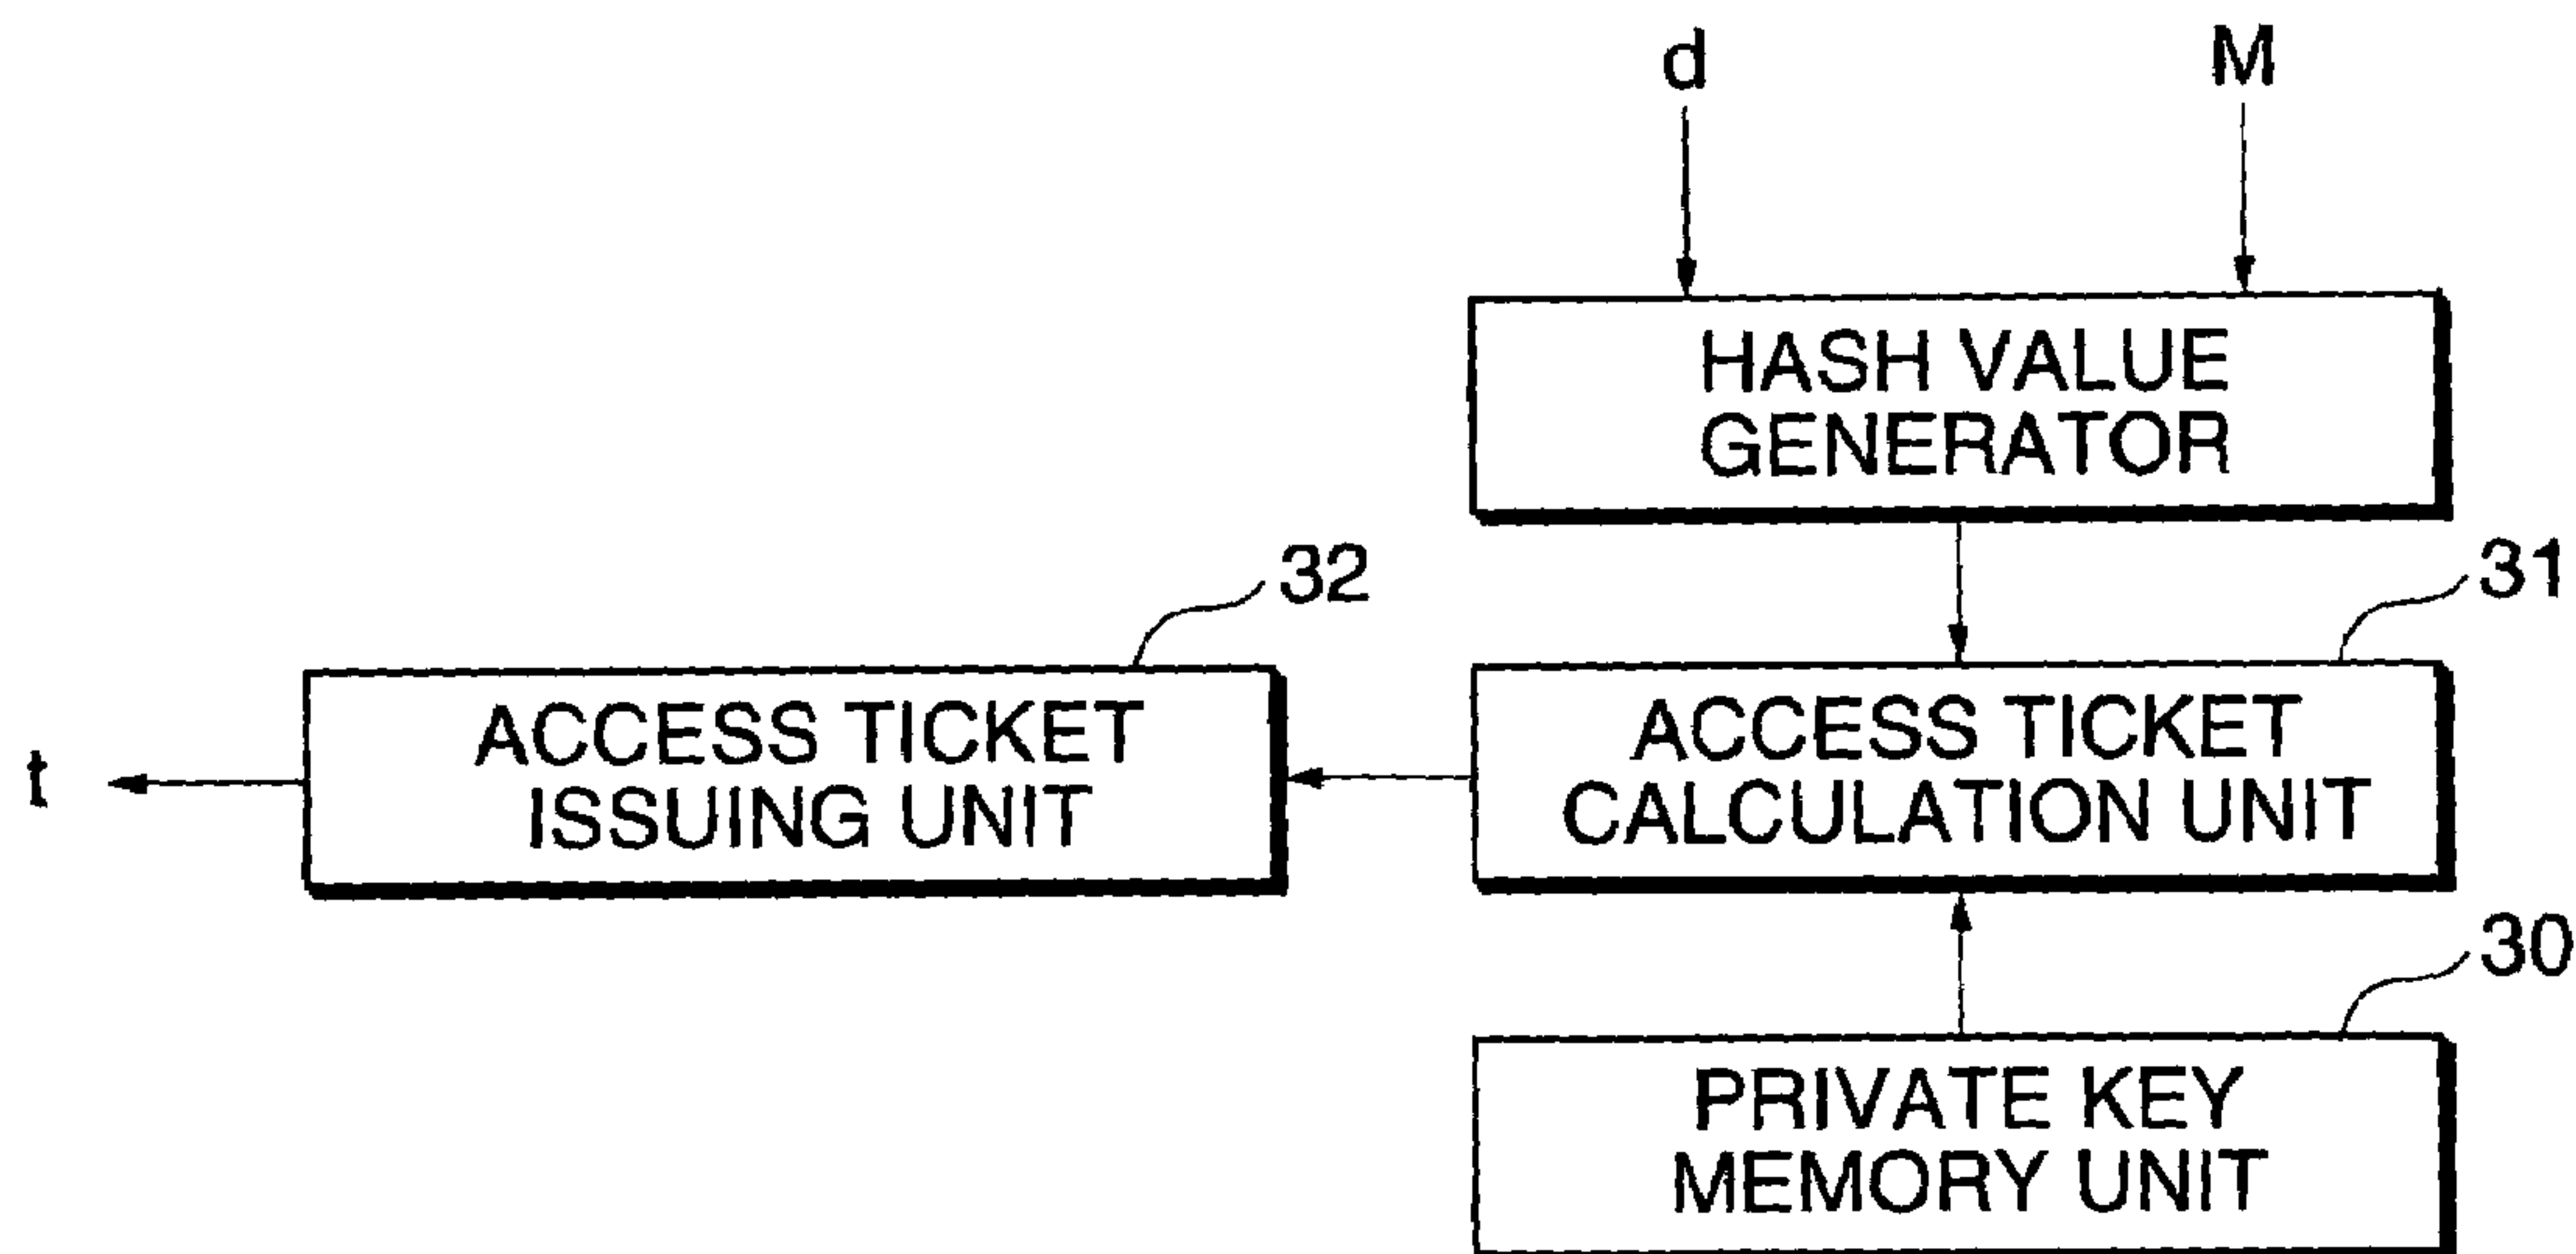 d
M
HASH VALUE
GENERATOR
32
31
ACCESS TICKET
ISSUING UNIT
ACCESS TICKET
CALCULATION UNIT
t
30
PRIVATE KEY
MEMORY UNIT